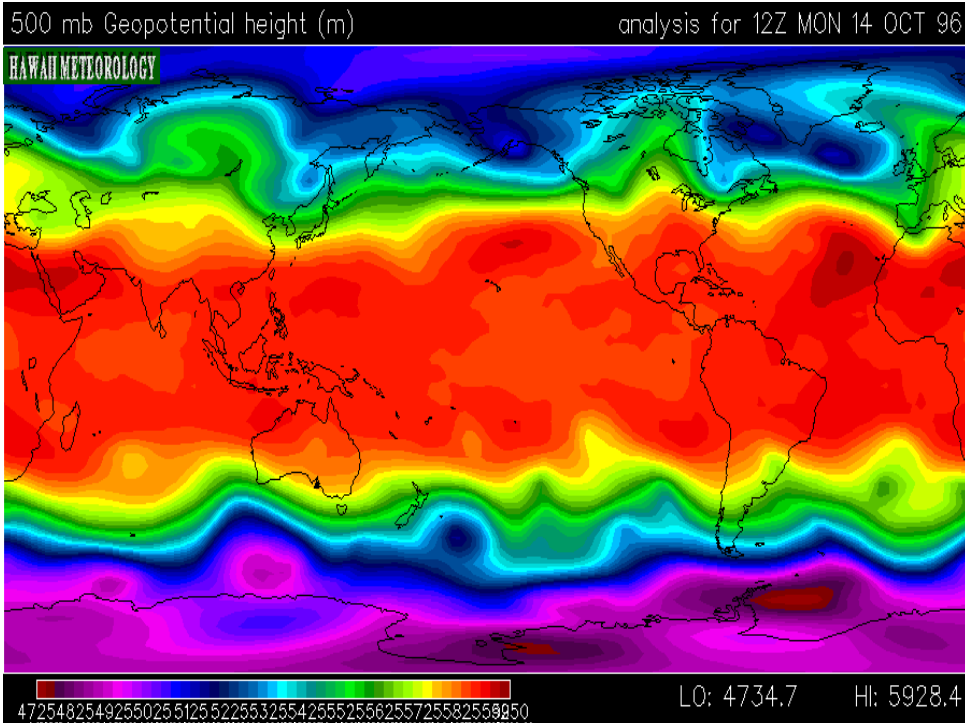 500 mb Geopotential height (m) analysis for 12Z MON 14 OCT 96
HAWAII METEOROLOGY
LO: 4734.7 HI: 5928.4